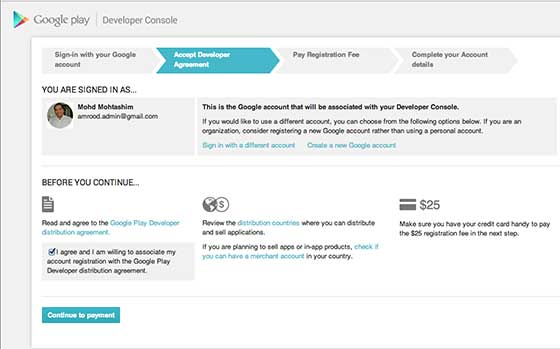 Google play | Developer Console
Sign-in with your Google
account
Accept Developer
Agreement
Pay Registration Fee
Complete your Account
details
YOU ARE SIGNED IN AS...
Mohd Mohtashim
amrood.admin@gmail.com
This is the Google account that will be associated with your Developer Console.
If you would like to use a different account, you can choose from the following options below. If you are an
organization, consider registering a new Google account rather than using a personal account.
Sign in with a different account Create a new Google account
BEFORE YOU CONTINUE...
Read and agree to the Google Play Developer
distribution agreement.
I agree and I am willing to associate my
account registration with the Google Play
Developer distribution agreement.
Review the distribution countries where you can distribute
and sell applications.
If you are planning to sell apps or in-app products, check if
you can have a merchant account in your country.
$25
Make sure you have your credit card handy to pay
the $25 registration fee in the next step.
Continue to payment